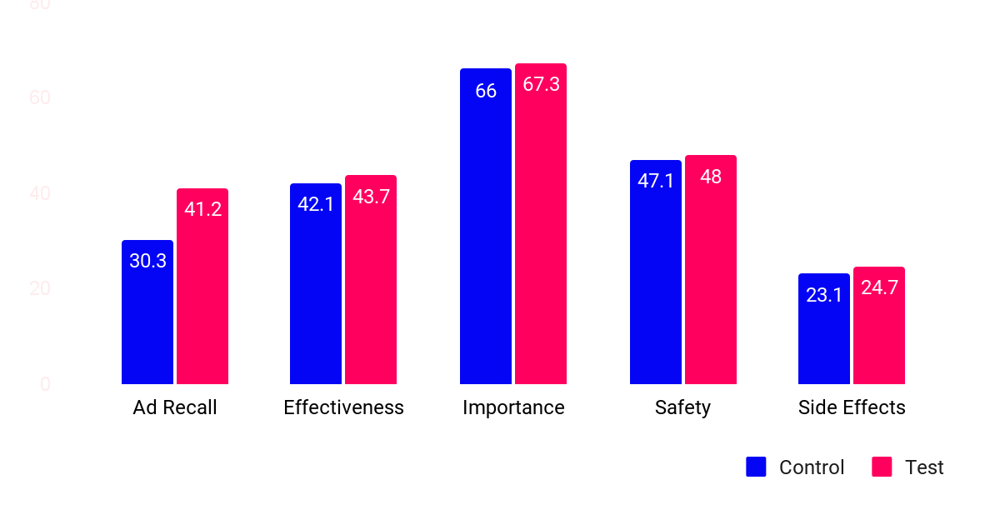 80
60
40
20
0
66
67.3
41.2
42.1
43.7
47.1
48
30.3
23.1
24.7
Ad Recall
Effectiveness
Importance
Safety
Side Effects
Control
Test